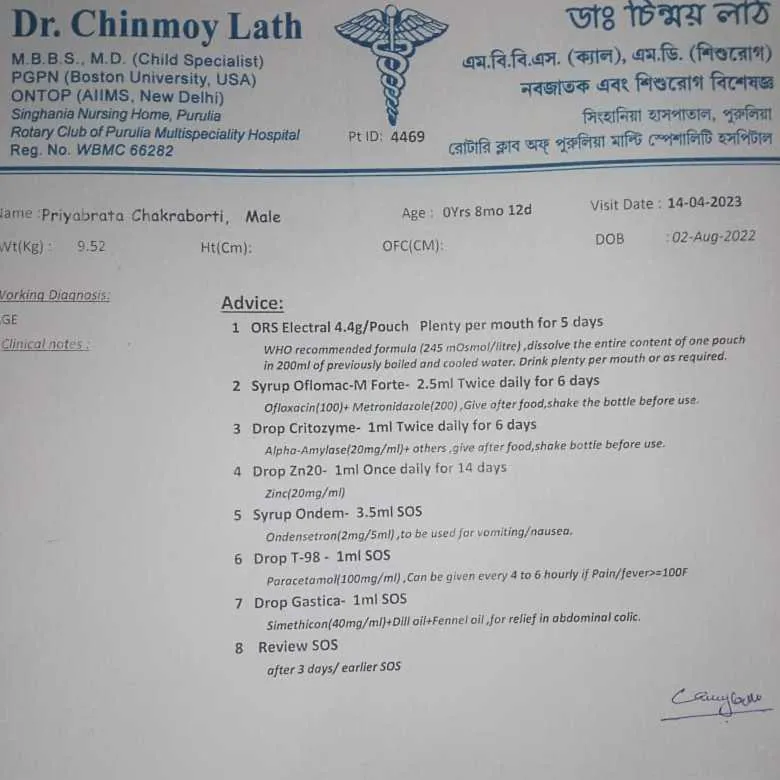 Dr. Chinmoy Lath
M.B.B.S., M.D. (Child Specialist)
PGPN (Boston University, USA)
ONTOP (AIIMS, New Delhi)
Singhania Nursing Home, Purulia
Rotary Club of Purulia Multispeciality Hospital
Reg. No. WBMC 66282
Pt ID: 4469
ডাঃ চিন্ময় লাঠ
এম.বি.বি.এস. (ক্যাল), এম.ডি. (শিশুরোগ)
নবজাতক এবং শিশুরোগ বিশেষজ্ঞ
সিংহানিয়া হাসপাতাল, পুরুলিয়া
রোটারি ক্লাব অফ্ পুরুলিয়া মাল্টি স্পেশালিটি হসপিটাল
Name : Priyabrata Chakraborti, Male Age : 0Yrs 8mo 12d Visit Date : 14-04-2023
Wt(Kg) : 9.52 Ht(Cm): OFC(CM): DOB : 02-Aug-2022
Working Diagnosis:
GE
Clinical notes :
Advice:
1 ORS Electral 4.4g/Pouch Plenty per mouth for 5 days
WHO recommended formula (245 mOsmol/litre) ,dissolve the entire content of one pouch
in 200ml of previously boiled and cooled water. Drink plenty per mouth or as required.
2 Syrup Oflomac-M Forte- 2.5ml Twice daily for 6 days
Ofloxacin(100)+ Metronidazole(200) ,Give after food,shake the bottle before use.
3 Drop Critozyme- 1ml Twice daily for 6 days
Alpha-Amylase(20mg/ml)+ others ,give after food,shake bottle before use.
4 Drop Zn20- 1ml Once daily for 14 days
Zinc(20mg/ml)
5 Syrup Ondem- 3.5ml SOS
Ondensetron(2mg/5ml) ,to be used for vomiting/nausea.
6 Drop T-98 - 1ml SOS
Paracetamol(100mg/ml) ,Can be given every 4 to 6 hourly if Pain/fever>=100F
7 Drop Gastica- 1ml SOS
Simethicon(40mg/ml)+Dill oil+Fennel oil ,for relief in abdominal colic.
8 Review SOS
after 3 days/ earlier SOS